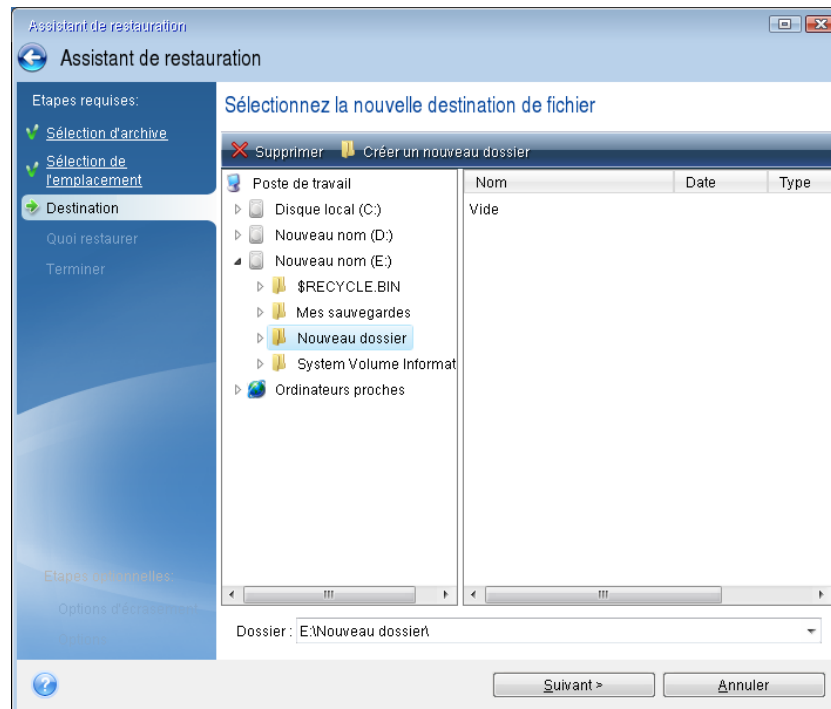 Assistant de restauration
Assistant de restauration
Etapes requises:
Sélection d'archive
Sélection de
l'emplacement
Destination
Quoi restaurer
Terminer
Etapes
Options
Sélectionnez la nouvelle destination de fichier
Supprimer Créer un nouveau dossier
Poste de travail
Disque local (C:)
Nouveau nom (D:)
Nouveau nom (E:)
$RECYCLE.BIN
Mes sauvegardes
Nouveau dossier
System Volume Informat
Ordinateurs proches
Nom Date Type
Vide
Dossier : E:\Nouveau dossier\
Suivant >
Annuler